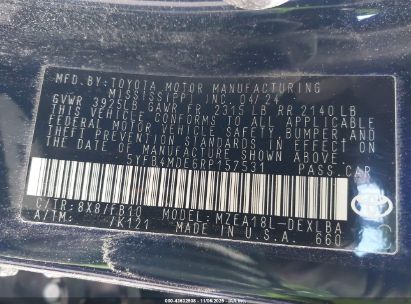 MFD.BY:TOYOTA MOTOR MANUFACTURING
MISSISSIPPI, INC. 04/24
GVWR 3925LB GAWR FR 2315LB RR 2140LB
THIS VEHICLE CONFORMS TO ALL APPLICABLE
FEDERAL MOTOR VEHICLE SAFETY, BUMPER AND
THEFT PREVENTION STANDARDS IN EFFECT ON
THE DATE OF MANUFACTURE SHOWN ABOVE.
5YFB4MDE6RP157531 PASS.CAR
C/TR: 8X8/FB10 MODEL: MZEA18L-DEXLBA
A/TM: /K121 MADE IN U.S.A. 660